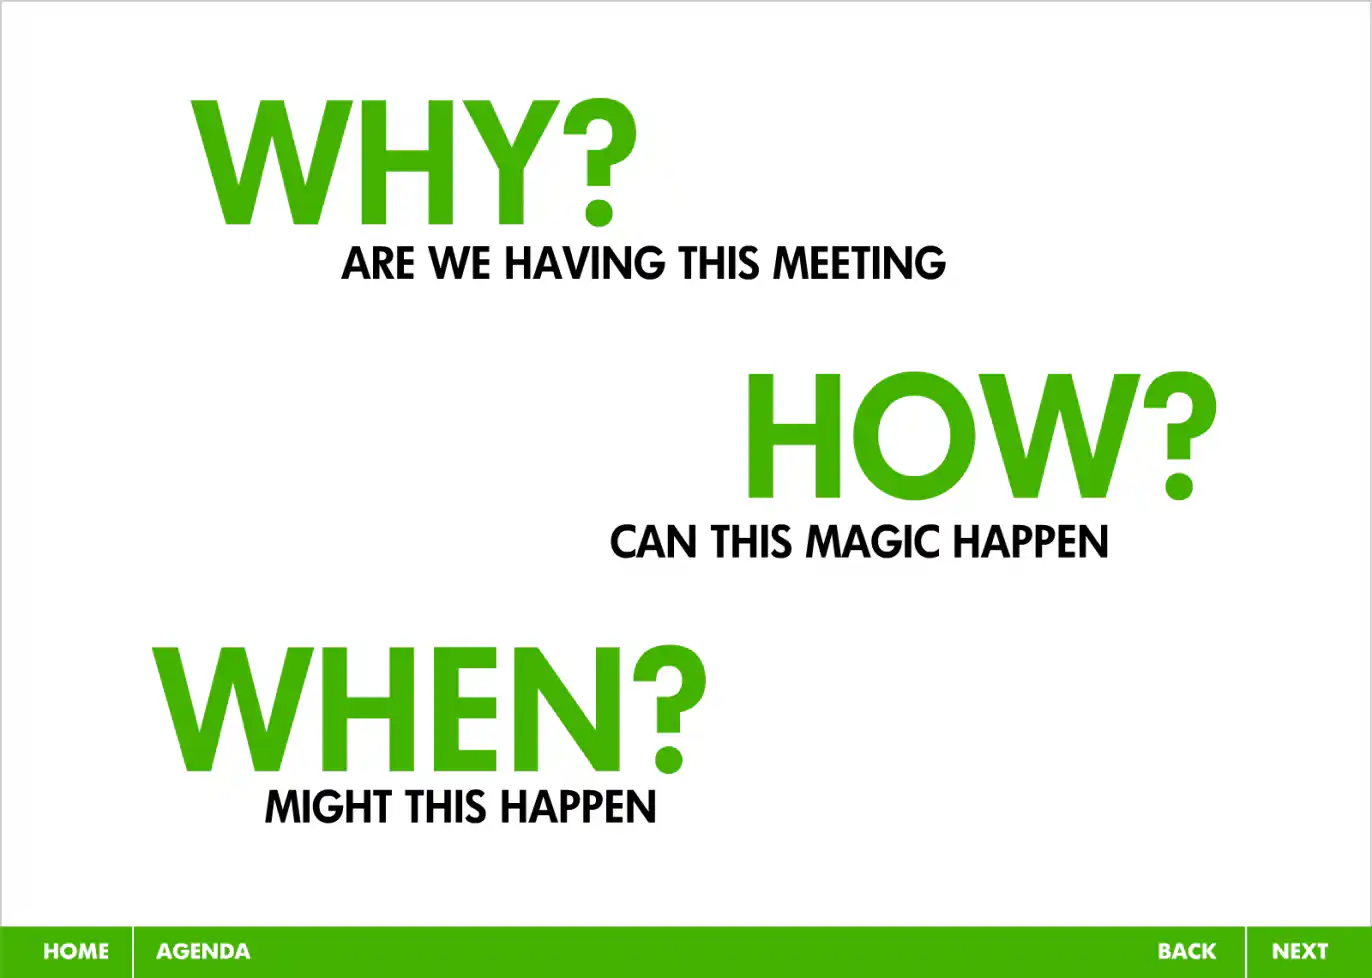 WHY?
ARE WE HAVING THIS MEETING
HOW?
CAN THIS MAGIC HAPPEN
WHEN?
MIGHT THIS HAPPEN
HOME AGENDA BACK NEXT